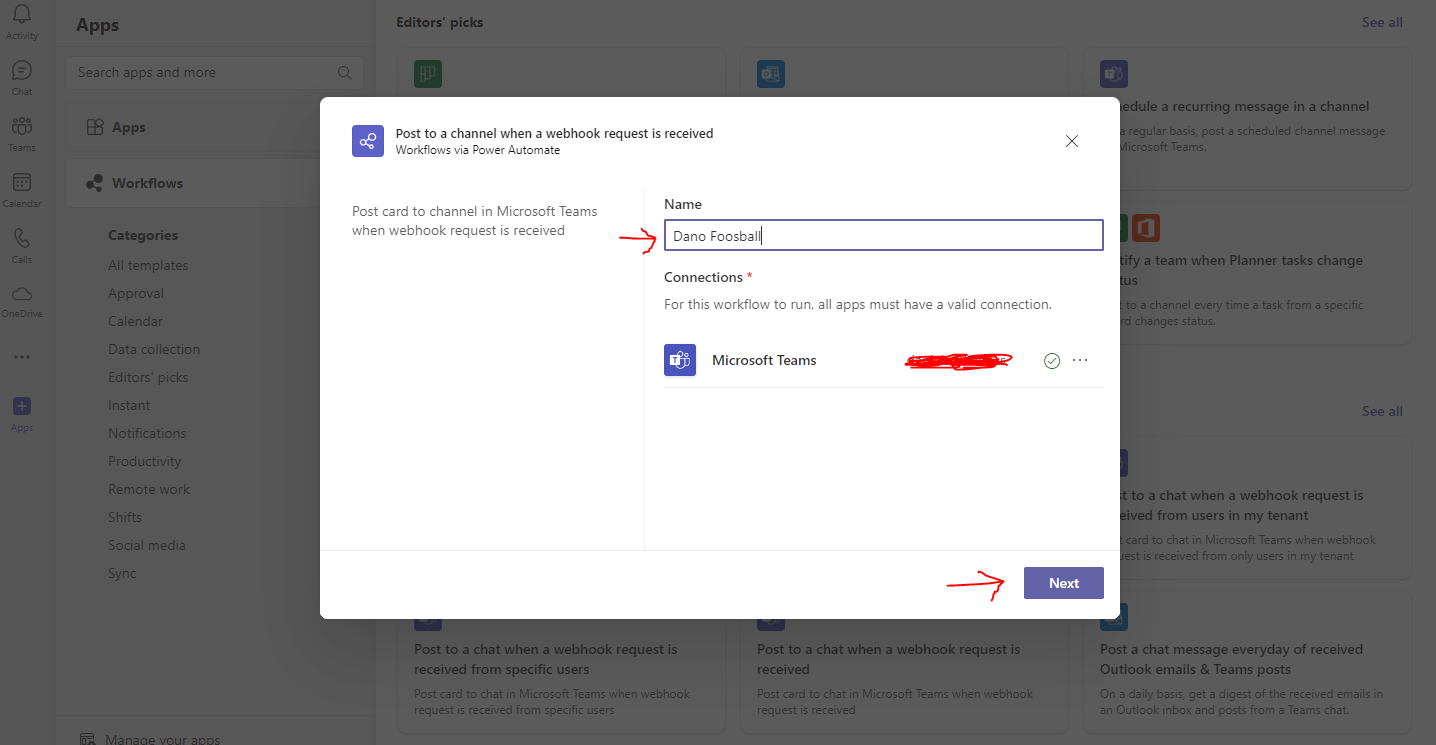 Activity
Chat
Teams
Calendar
Calls
OneDrive
Apps
Apps
Search apps and more
Apps
Workflows
Categories
All templates
Approval
Calendar
Data collection
Editors' picks
Instant
Notifications
Productivity
Remote work
Shifts
Social media
Sync
Manage your apps
Editors' picks
See all
edule a recurring message in a channel
a regular basis, post a scheduled channel message
Microsoft Teams.
tify a team when Planner tasks change
tus
t to a channel every time a task from a specific
rd changes status.
See all
t to a chat when a webhook request is
eived from users in my tenant
t card to chat in Microsoft Teams when webhook
uest is received from only users in my tenant
Post to a channel when a webhook request is received
Workflows via Power Automate
Post card to channel in Microsoft Teams
when webhook request is received
Name
Dano Foosball
Connections *
For this workflow to run, all apps must have a valid connection.
Microsoft Teams
Next
Post to a chat when a webhook request is
received from specific users
Post card to chat in Microsoft Teams when webhook
request is received from specific users
Post to a chat when a webhook request is
received
Post card to chat in Microsoft Teams when webhook
request is received
Post a chat message everyday of received
Outlook emails & Teams posts
On a daily basis, get a digest of the received emails in
an Outlook inbox and posts from a Teams chat.